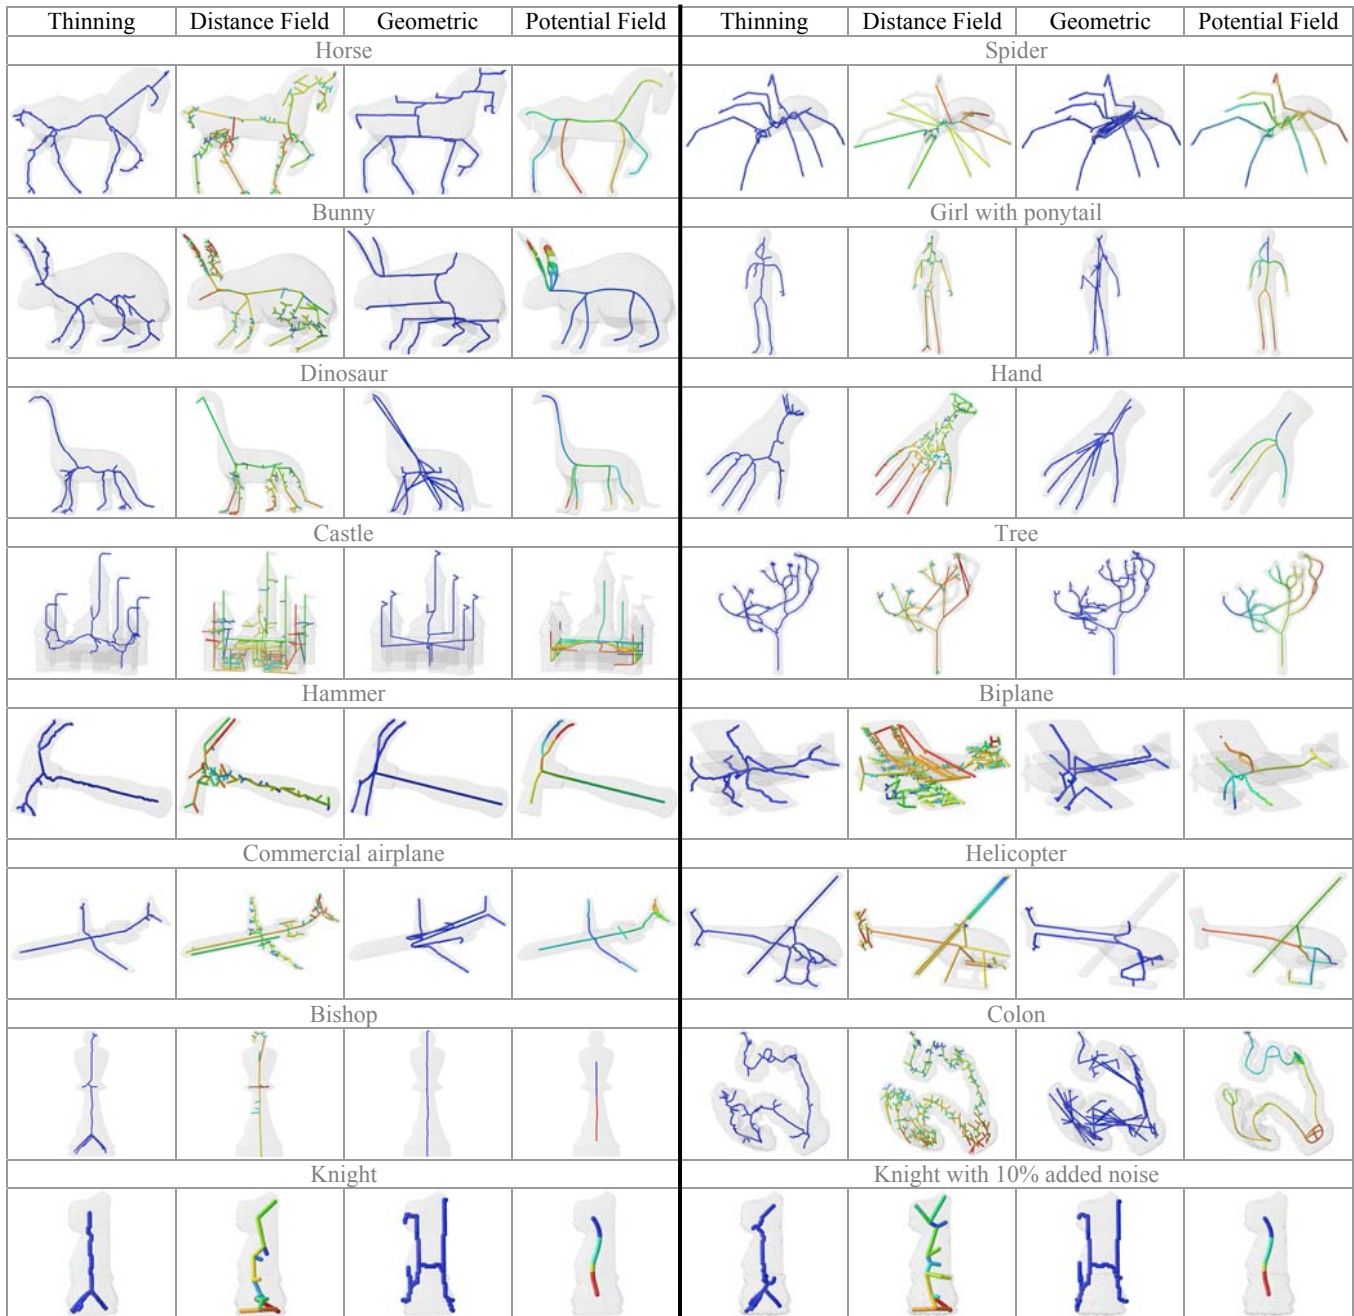 Thinning Distance Field Geometric Potential Field Thinning Distance Field Geometric Potential Field
Horse Spider
Bunny Girl with ponytail
Dinosaur Hand
Castle Tree
Hammer Biplane
Commercial airplane Helicopter
Bishop Colon
Knight Knight with 10% added noise